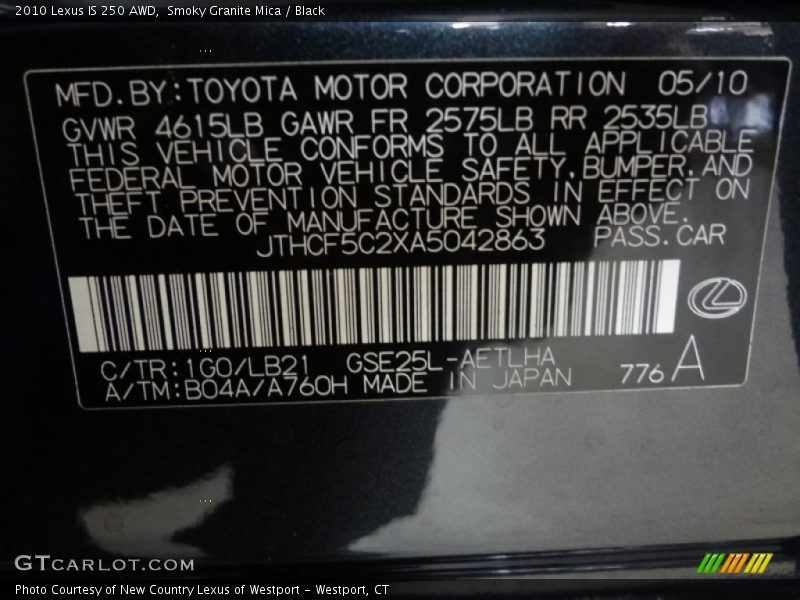 2010 Lexus IS 250 AWD, Smoky Granite Mica / Black
MFD.BY:TOYOTA MOTOR CORPORATION 05/10
GVWR 4615LB GAWR FR 2575LB RR 2535LB
THIS VEHICLE CONFORMS TO ALL APPLICABLE
FEDERAL MOTOR VEHICLE SAFETY,BUMPER,AND
THEFT PREVENTION STANDARDS IN EFFECT ON
THE DATE OF MANUFACTURE SHOWN ABOVE.
JTHCF5C2XA5042863 PASS.CAR
C/TR:1G0/LB21 GSE25L-AETLHA
A/TM:B04A/A760H MADE IN JAPAN 776 A
GTCARLOT.COM
Photo Courtesy of New Country Lexus of Westport - Westport, CT